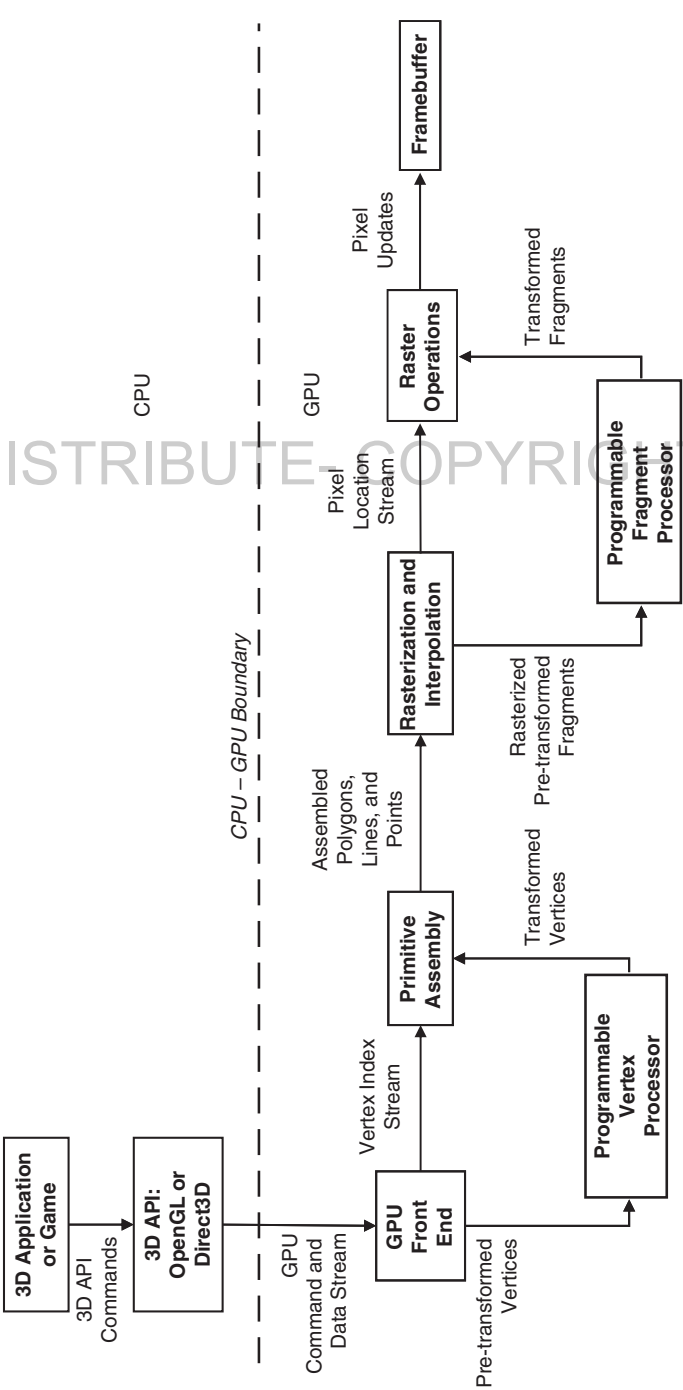 3D Application
or Game
3D API
Commands
3D API:
OpenGL or
Direct3D
CPU
CPU – GPU Boundary
GPU
GPU
Command and
Data Stream
GPU
Front
End
Vertex Index
Stream
Primitive
Assembly
Assembled
Polygons,
Lines, and
Points
Rasterization and
Interpolation
Pixel
Location
Stream
Raster
Operations
Pixel
Updates
Framebuffer
Pre-transformed
Vertices
Programmable
Vertex
Processor
Transformed
Vertices
Rasterized
Pre-transformed
Fragments
Programmable
Fragment
Processor
Transformed
Fragments
ISTRIBUTE- COPYRIGHT